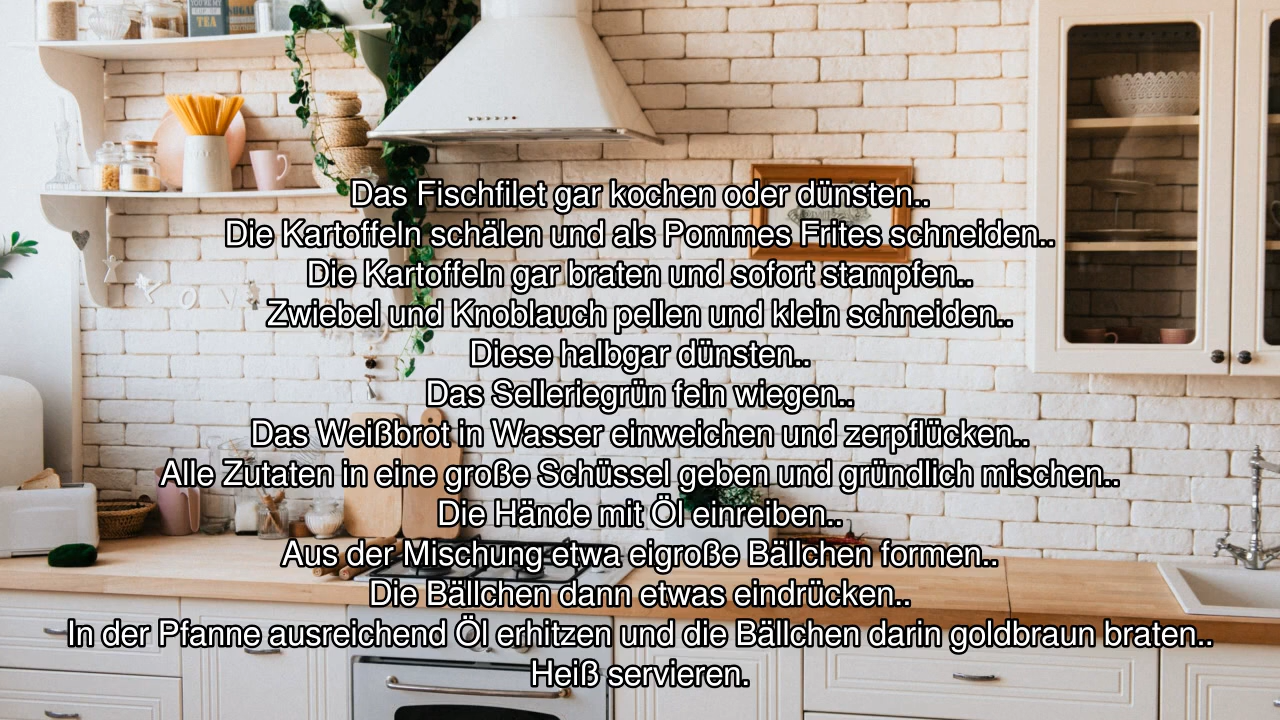 TEA
Das Fischfilet gar kochen oder dünsten..
Die Kartoffeln schälen und als Pommes Frites schneiden..
Die Kartoffeln gar braten und sofort stampfen..
Zwiebel und Knoblauch pellen und klein schneiden..
Diese halbgar dünsten..
Das Selleriegrün fein wiegen..
Das Weißbrot in Wasser einweichen und zerpflücken..
Alle Zutaten in eine große Schüssel geben und gründlich mischen..
Die Hände mit Öl einreiben..
Aus der Mischung etwa eigroße Bällchen formen..
Die Bällchen dann etwas eindrücken..
In der Pfanne ausreichend Öl erhitzen und die Bällchen darin goldbraun braten..
Heiß servieren.